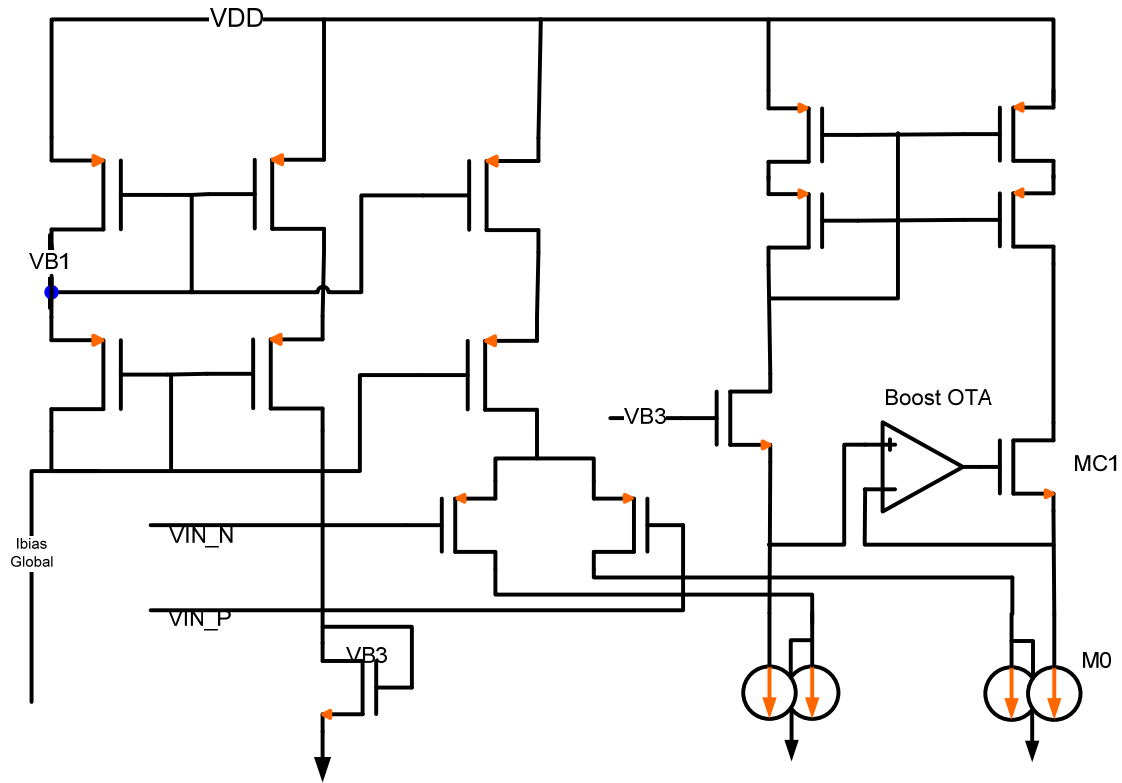 VDD
VB1
VB3
Boost OTA
MC1
VIN_N
Ibias
Global
VIN_P
VB3
M0